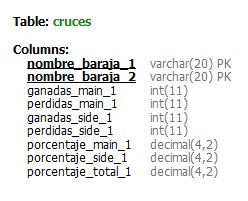 Table: cruces
Columns:
nombre_baraja_1 varchar(20) PK
nombre_baraja_2 varchar(20) PK
ganadas_main_1 int(11)
perdidas_main_1 int(11)
ganadas_side_1 int(11)
perdidas_side_1 int(11)
porcentaje_main_1 decimal(4,2)
porcentaje_side_1 decimal(4,2)
porcentaje_total_1 decimal(4,2)